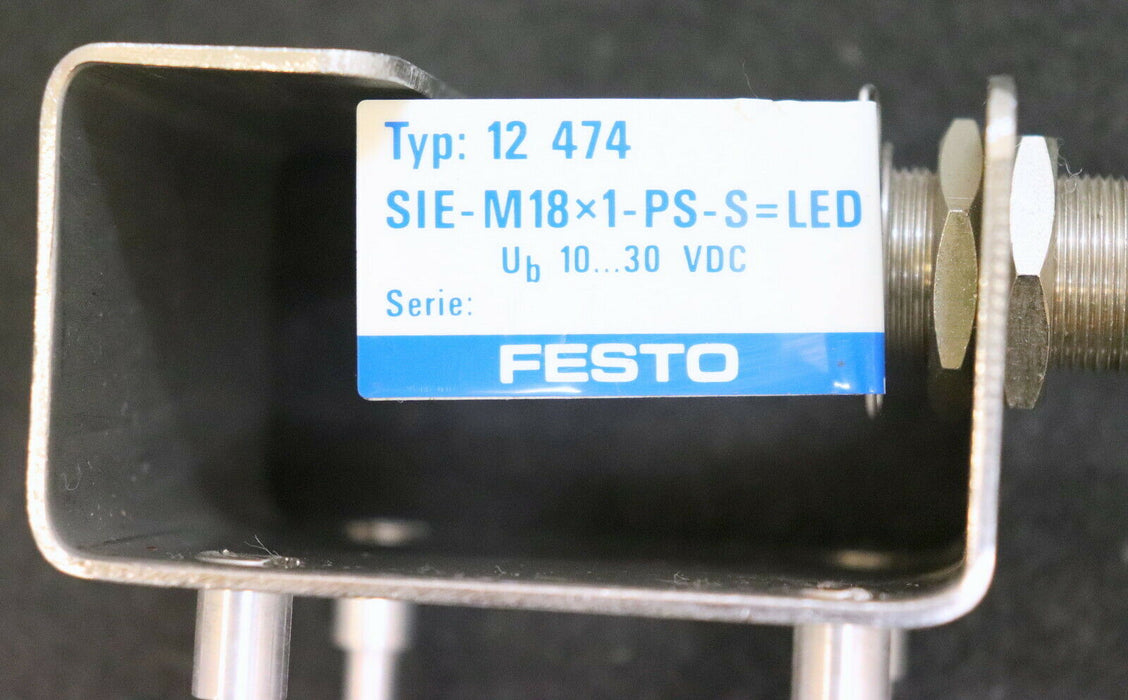 Typ: 12 474
SIE-M18×1-PS-S=LED
Ub 10...30 VDC
Serie:
FESTO